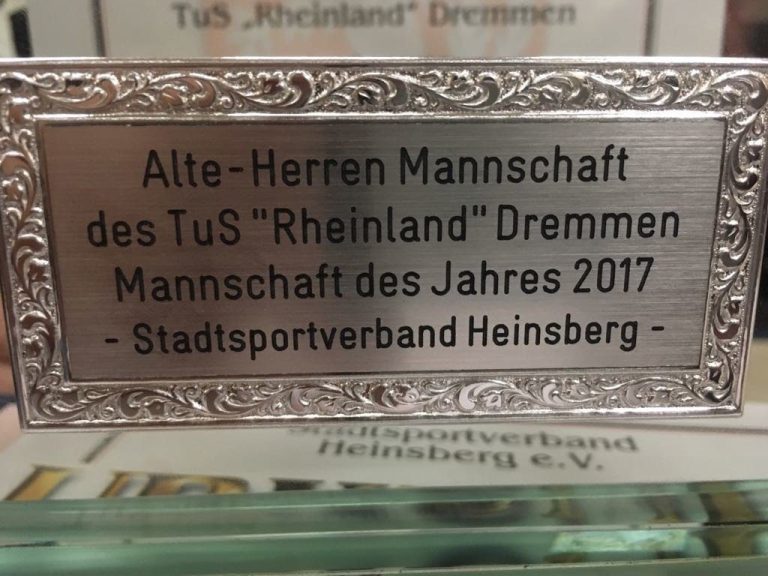 TuS „Rheinland" Dremmen
Alte-Herren Mannschaft
des TuS "Rheinland" Dremmen
Mannschaft des Jahres 2017
- Stadtsportverband Heinsberg -
Stadtsportverband
Heinsberg e.V.